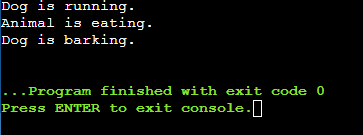 Dog is running.
Animal is eating.
Dog is barking.
...Program finished with exit code 0
Press ENTER to exit console.